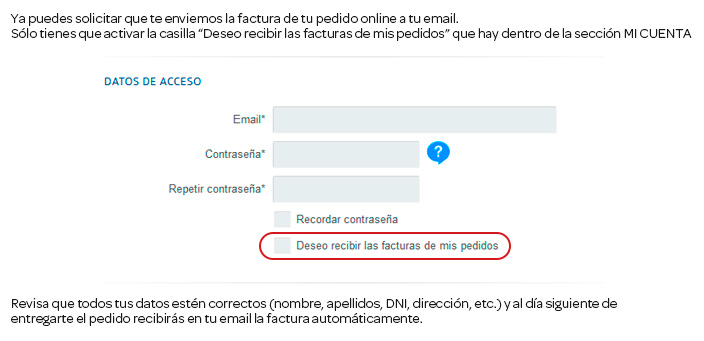 Ya puedes solicitar que te enviemos la factura de tu pedido online a tu email.
Sólo tienes que activar la casilla “Deseo recibir las facturas de mis pedidos” que hay dentro de la sección MI CUENTA
DATOS DE ACCESO
Email*
Contraseña*
?
Repetir contraseña*
Recordar contraseña
Deseo recibir las facturas de mis pedidos
Revisa que todos tus datos estén correctos (nombre, apellidos, DNI, dirección, etc.) y al día siguiente de
entregarte el pedido recibirás en tu email la factura automáticamente.